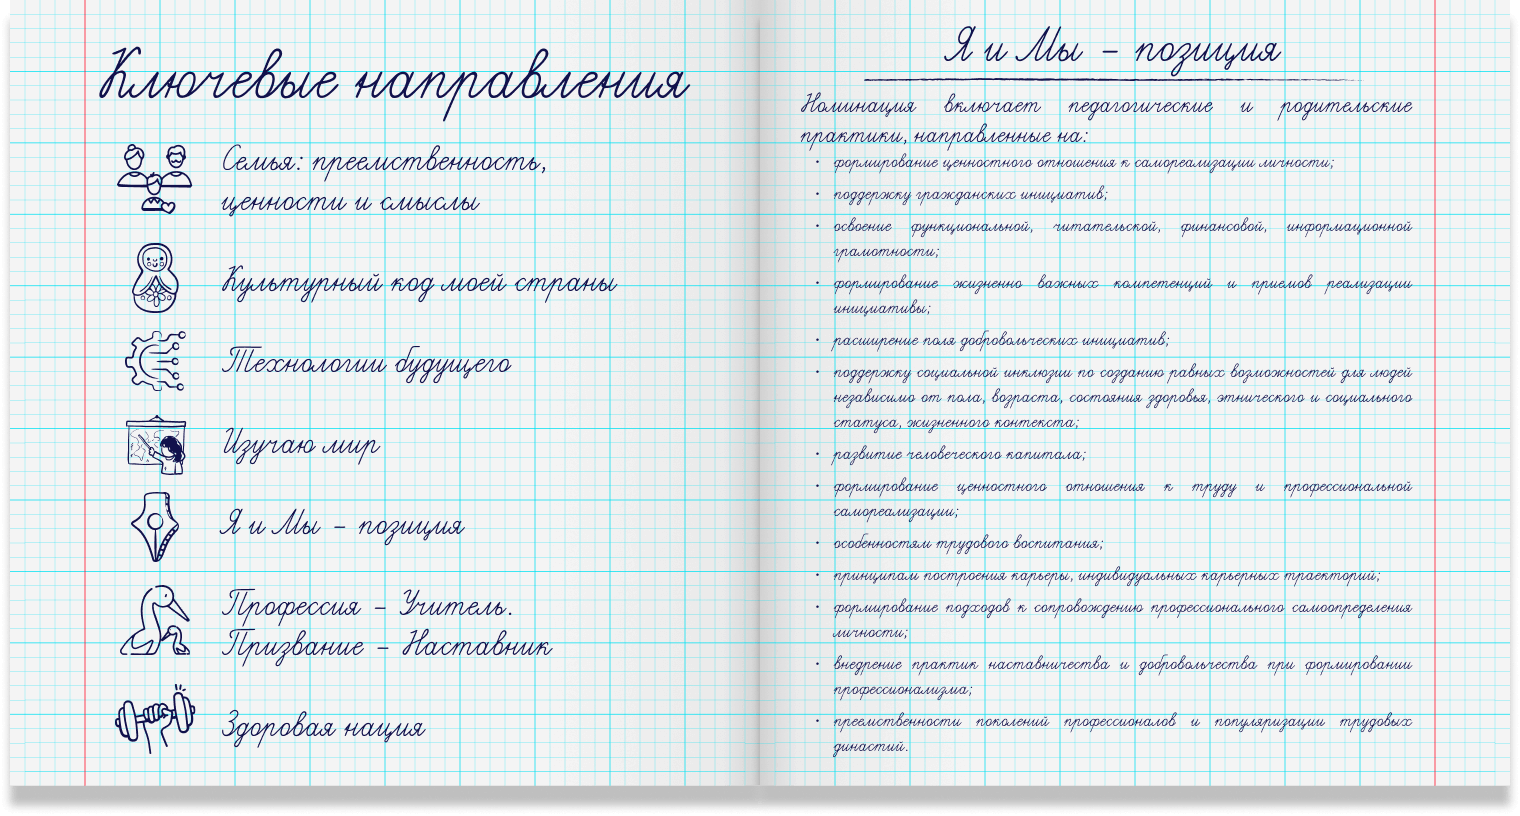 Ключевые направления
Семья: преемственность,
ценности и смыслы
Культурный код моей страны
Технологии будущего
Изучаю мир
Я и Мы – позиция
Профессия – Учитель.
Призвание – Наставник
Здоровая нация
Я и Мы – позиция
Номинация включает педагогические и родительские
практики, направленные на:
• формирование ценностного отношения к самореализации личности;
• поддержку гражданских инициатив;
• освоение функциональной, читательской, финансовой, информационной
грамотности;
• формирование жизненно важных компетенций и приемов реализации
инициативы;
• расширение поля добровольческих инициатив;
• поддержку социальной инклюзии по созданию равных возможностей для людей
независимо от пола, возраста, состояния здоровья, этнического и социального
статуса, жизненного контекста;
• развитие человеческого капитала;
• формирование ценностного отношения к труду и профессиональной
самореализации;
• особенностям трудового воспитания;
• принципам построения карьеры, индивидуальных карьерных траекторий;
• формирование подходов к сопровождению профессионального самоопределения
личности;
• внедрение практик наставничества и добровольчества при формировании
профессионализма;
• преемственности поколений профессионалов и популяризации трудовых
династий.